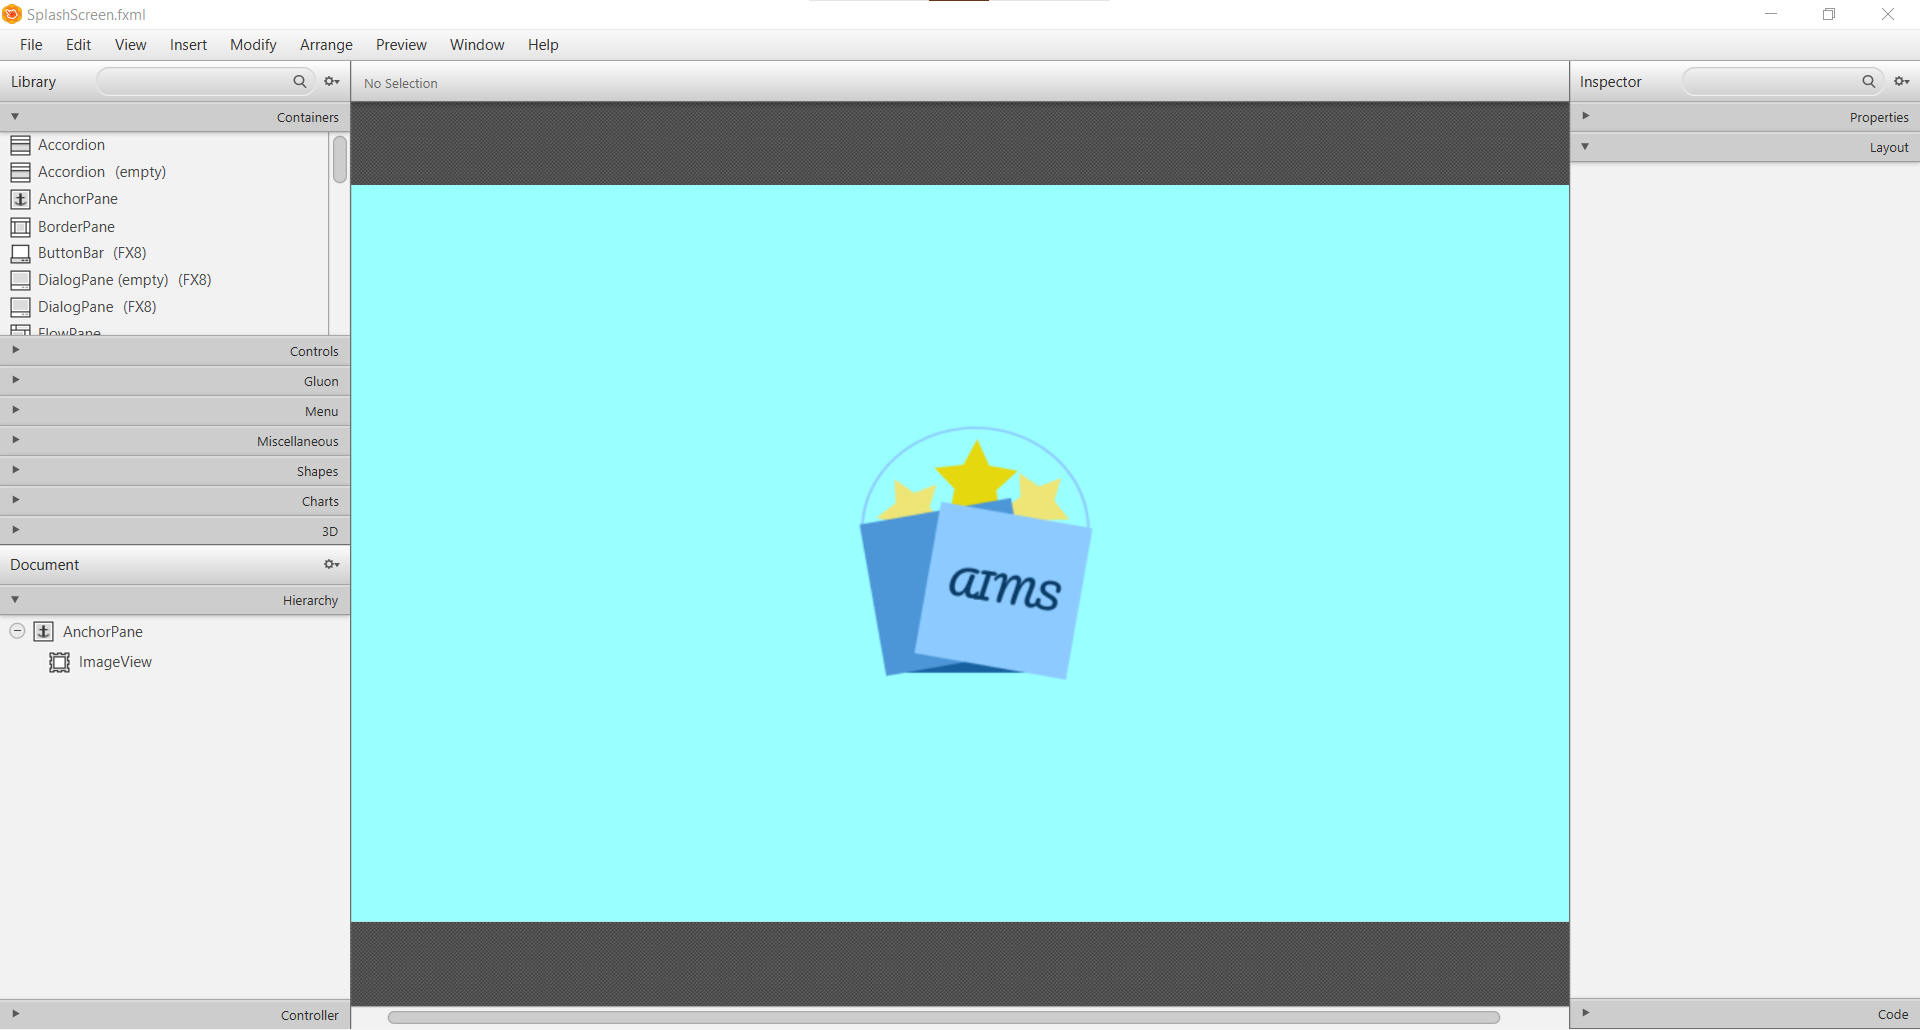 SplashScreen.fxml
File Edit View Insert Modify Arrange Preview Window Help
Library
No Selection
Inspector
Containers
Properties
Accordion
Layout
Accordion (empty)
AnchorPane
BorderPane
ButtonBar (FX8)
DialogPane (empty) (FX8)
DialogPane (FX8)
FlowPane
Controls
Gluon
Menu
Miscellaneous
Shapes
Charts
3D
Document
arms
Hierarchy
AnchorPane
ImageView
Controller
Code